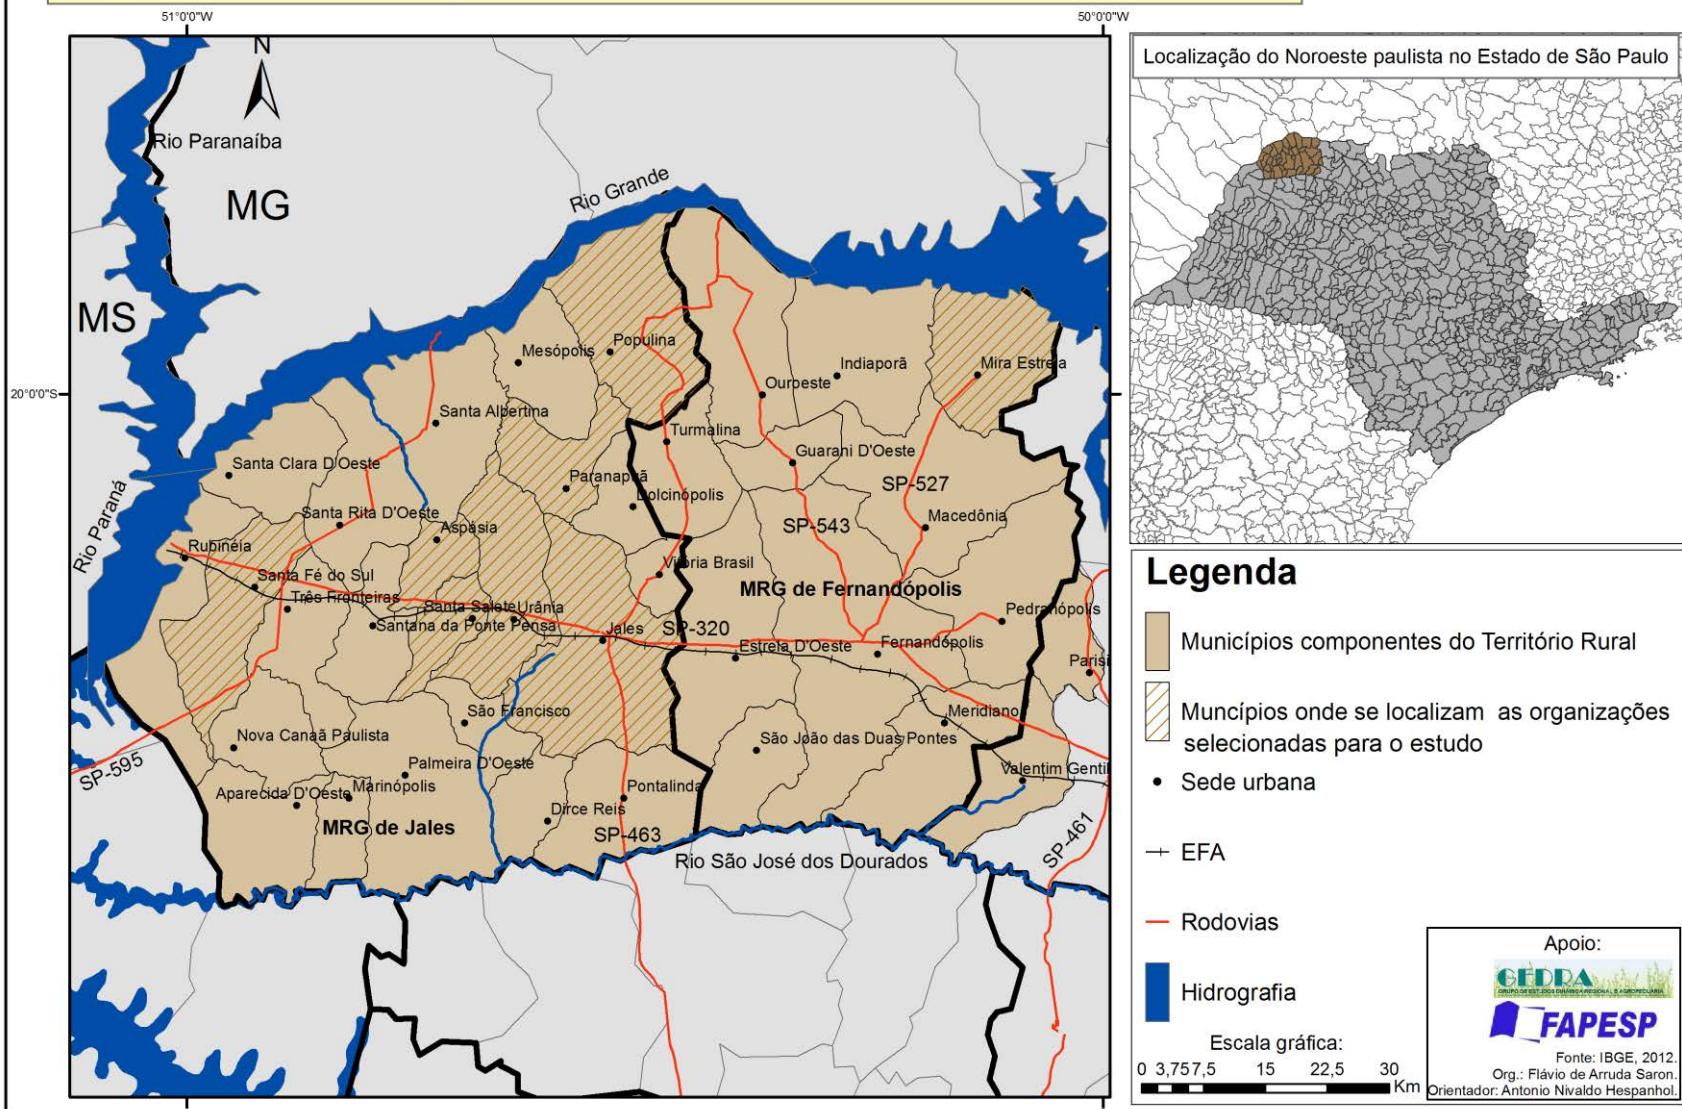 51°0'0"W
50°0'0"W
N
Rio Paranaíba
MG
Rio Grande
MS
20°0'0"S
Mesópolis
Populina
Indiaporã
Mira Estrela
Ouroeste
Santa Albertina
Turmalina
Guarani D'Oeste
Santa Clara D'Oeste
Paranapuã
SP-527
Dolcinópolis
Rio Paraná
Santa Rita D'Oeste
Aspásia
SP-543
Macedônia
Rubinéia
Santa Fé do Sul
Vitória Brasil
MRG de Fernandópolis
Três Fronteiras
Santa Salete
Urânia
Pedranópolis
Santana da Ponte Pensa
Jales
SP-320
Estrela D'Oeste
Fernandópolis
Parisi
São Francisco
Meridiano
Nova Canaã Paulista
São João das Duas Pontes
SP-595
Palmeira D'Oeste
Valentim Gentil
Aparecida D'Oeste
Marinópolis
Pontalinda
Dirce Reis
MRG de Jales
SP-463
SP-461
Rio São José dos Dourados
Localização do Noroeste paulista no Estado de São Paulo
Legenda
Municípios componentes do Território Rural
Muncípios onde se localizam as organizações
selecionadas para o estudo
Sede urbana
EFA
Rodovias
Hidrografia
Escala gráfica:
0 3,75 7,5 15 22,5 30
Km
Apoio:
GEDRA
GRUPO DE ESTUDOS DINÂMICA REGIONAL E AGROPECUÁRIA
FAPESP
Fonte: IBGE, 2012.
Org.: Flávio de Arruda Saron.
Orientador: Antonio Nivaldo Hespanhol.